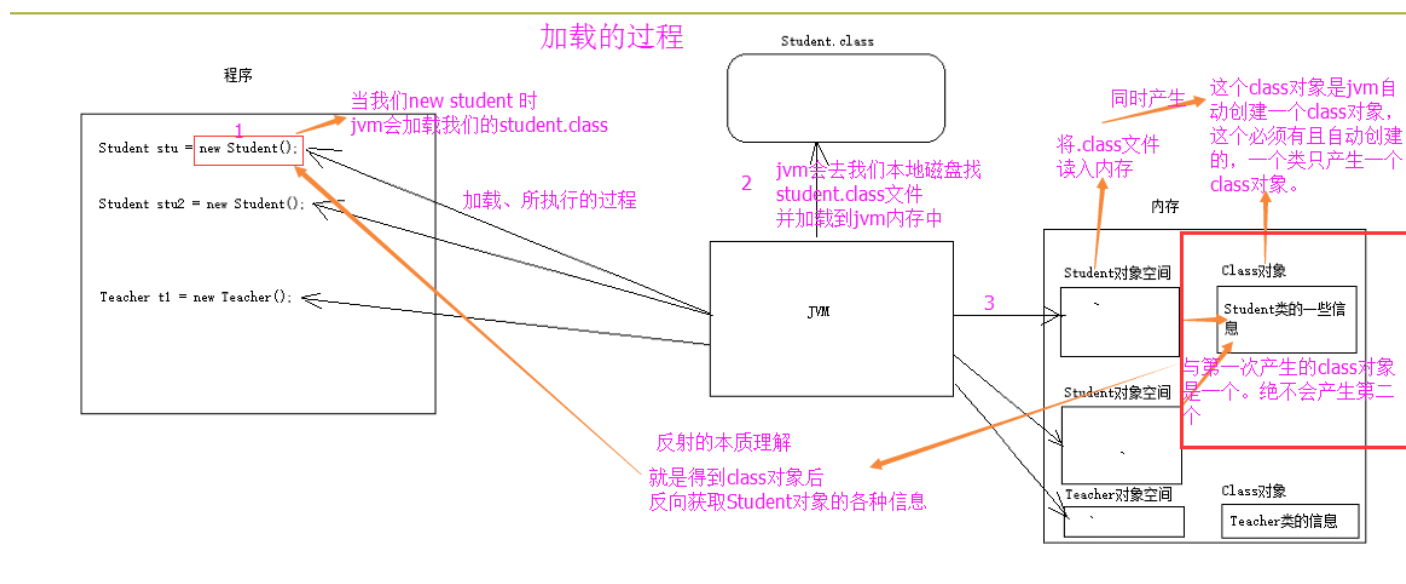 加载的过程
Student.class
程序
当我们new student 时
jvm会加载我们的student.class
1
Student stu = new Student();
Student stu2 = new Student();
Teacher t1 = new Teacher();
加载、所执行的过程
2
jvm会去我们本地磁盘找
student.class文件
并加载到jvm内存中
JVM
3
同时产生
将.class文件
读入内存
这个class对象是jvm自
动创建一个class对象，
这个必须有且自动创建
的，一个类只产生一个
class对象。
内存
Student对象空间
Class对象
Student类的一些信
息
与第一次产生的class对象
是一个。绝不会产生第二
个
Student对象空间
Teacher对象空间
Class对象
Teacher类的信息
反射的本质理解
就是得到class对象后
反向获取Student对象的各种信息